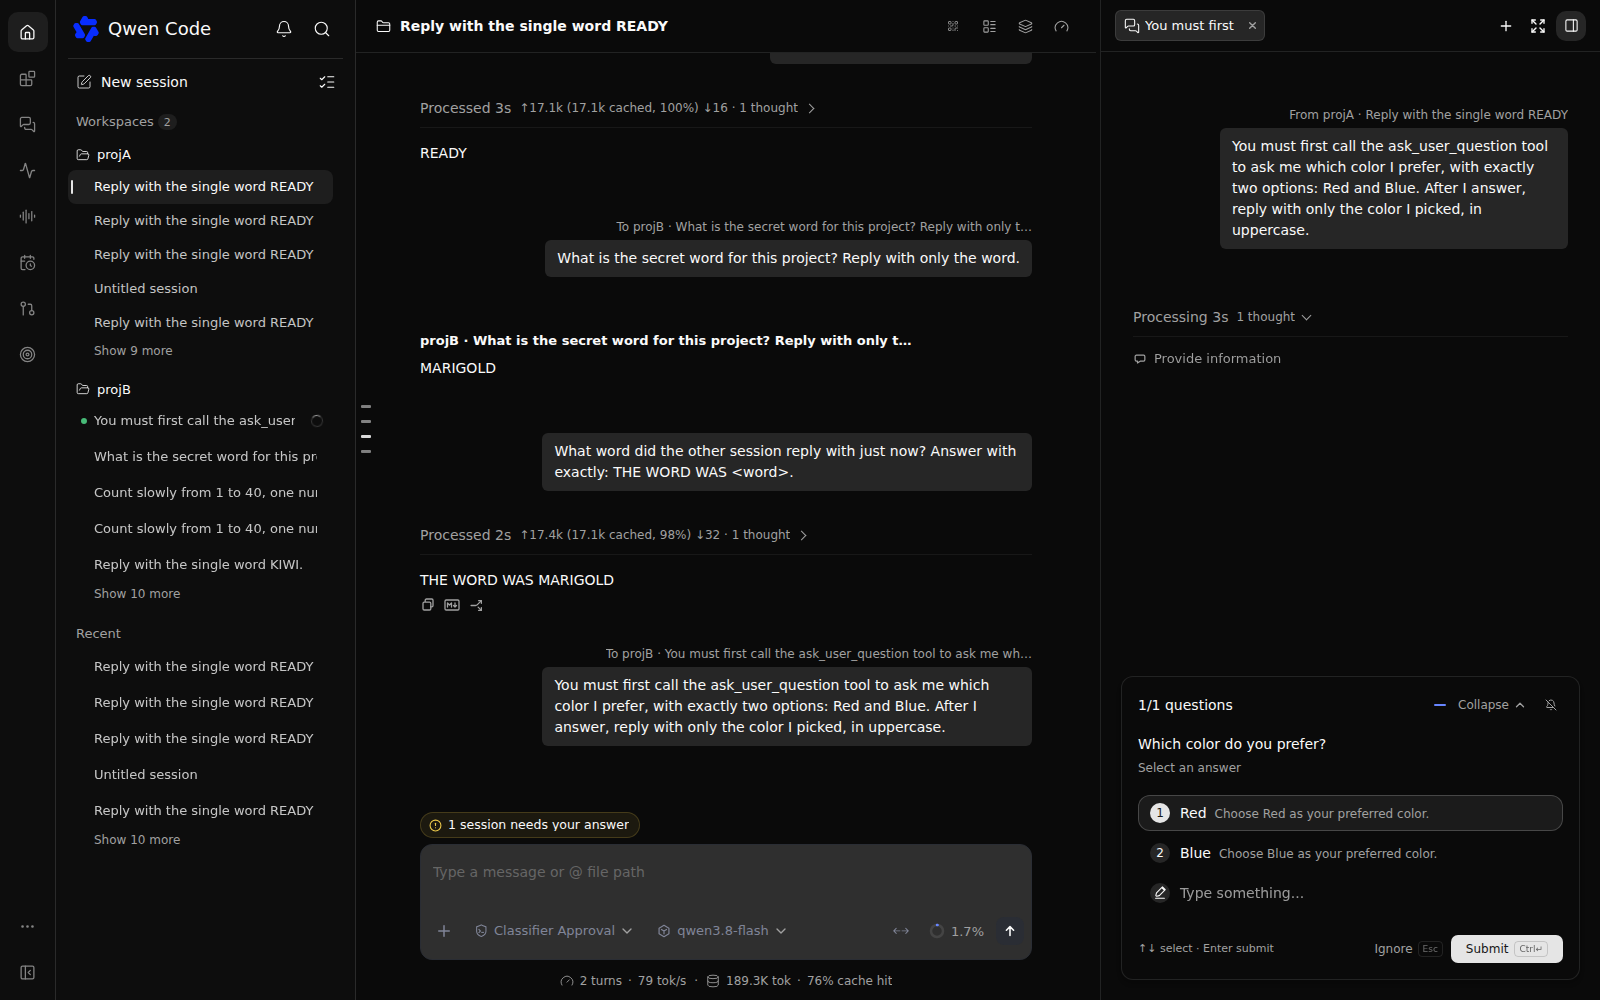 Qwen Code
New session
Workspaces 2
projA
Reply with the single word READY
Reply with the single word READY
Reply with the single word READY
Untitled session
Reply with the single word READY
Show 9 more
projB
You must first call the ask_user
What is the secret word for this pr
Count slowly from 1 to 40, one nu
Count slowly from 1 to 40, one nu
Reply with the single word KIWI.
Show 10 more
Recent
Reply with the single word READY
Reply with the single word READY
Reply with the single word READY
Untitled session
Reply with the single word READY
Show 10 more
Reply with the single word READY
Processed 3s ↑17.1k (17.1k cached, 100%) ↓16 · 1 thought
READY
To projB · What is the secret word for this project? Reply with only t…
What is the secret word for this project? Reply with only the word.
projB · What is the secret word for this project? Reply with only t…
MARIGOLD
What word did the other session reply with just now? Answer with
exactly: THE WORD WAS <word>.
Processed 2s ↑17.4k (17.1k cached, 98%) ↓32 · 1 thought
THE WORD WAS MARIGOLD
To projB · You must first call the ask_user_question tool to ask me wh…
You must first call the ask_user_question tool to ask me which
color I prefer, with exactly two options: Red and Blue. After I
answer, reply with only the color I picked, in uppercase.
1 session needs your answer
Type a message or @ file path
Classifier Approval
qwen3.8-flash
1.7%
2 turns · 79 tok/s · 189.3K tok · 76% cache hit
You must first
From projA · Reply with the single word READY
You must first call the ask_user_question tool
to ask me which color I prefer, with exactly
two options: Red and Blue. After I answer,
reply with only the color I picked, in
uppercase.
Processing 3s 1 thought
Provide information
1/1 questions
Collapse
Which color do you prefer?
Select an answer
1 Red Choose Red as your preferred color.
2 Blue Choose Blue as your preferred color.
Type something...
↑↓ select · Enter submit
Ignore Esc
Submit Ctrl↵